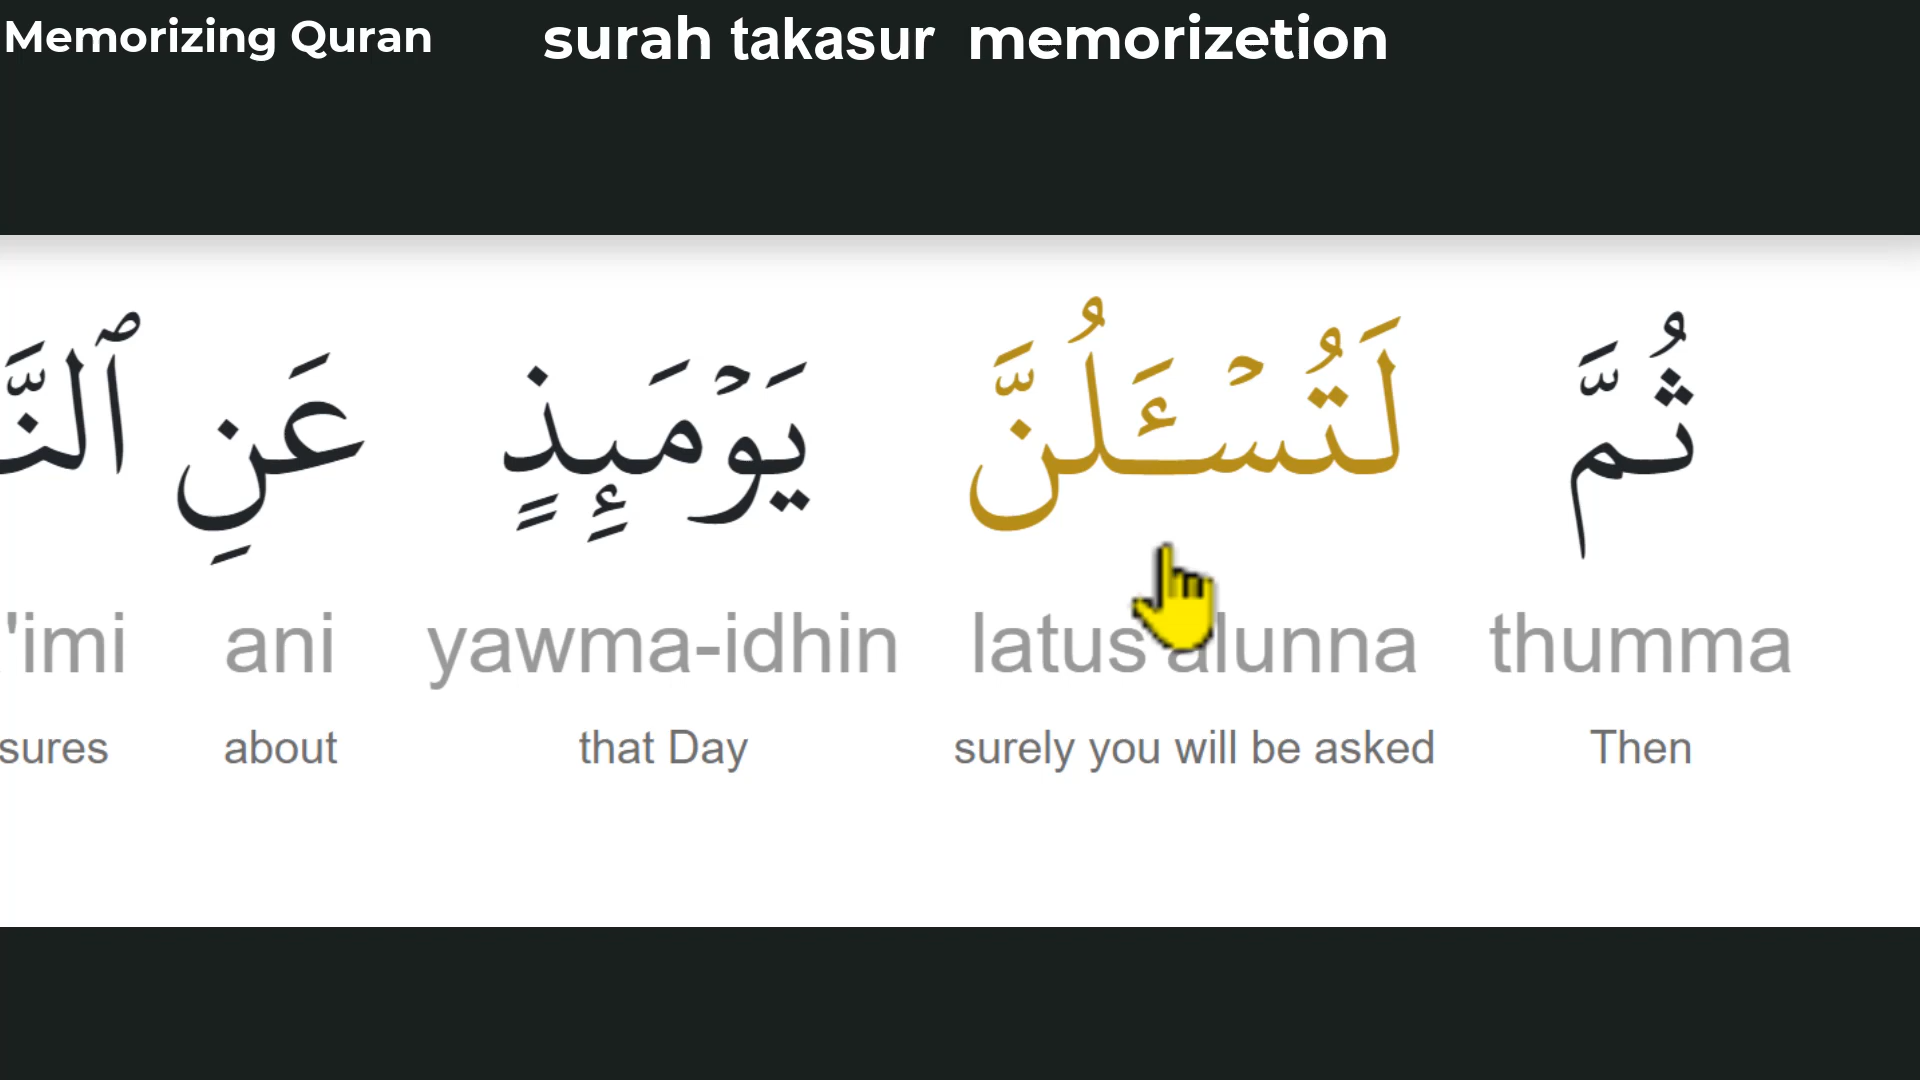 Memorizing Quran surah takasur memorizetion
ثُمَّ لَتُسْـَٔلُنَّ يَوْمَئِذٍ عَنِ ٱلنَّ
'imi ani yawma-idhin latus'alunna thumma
sures about that Day surely you will be asked Then